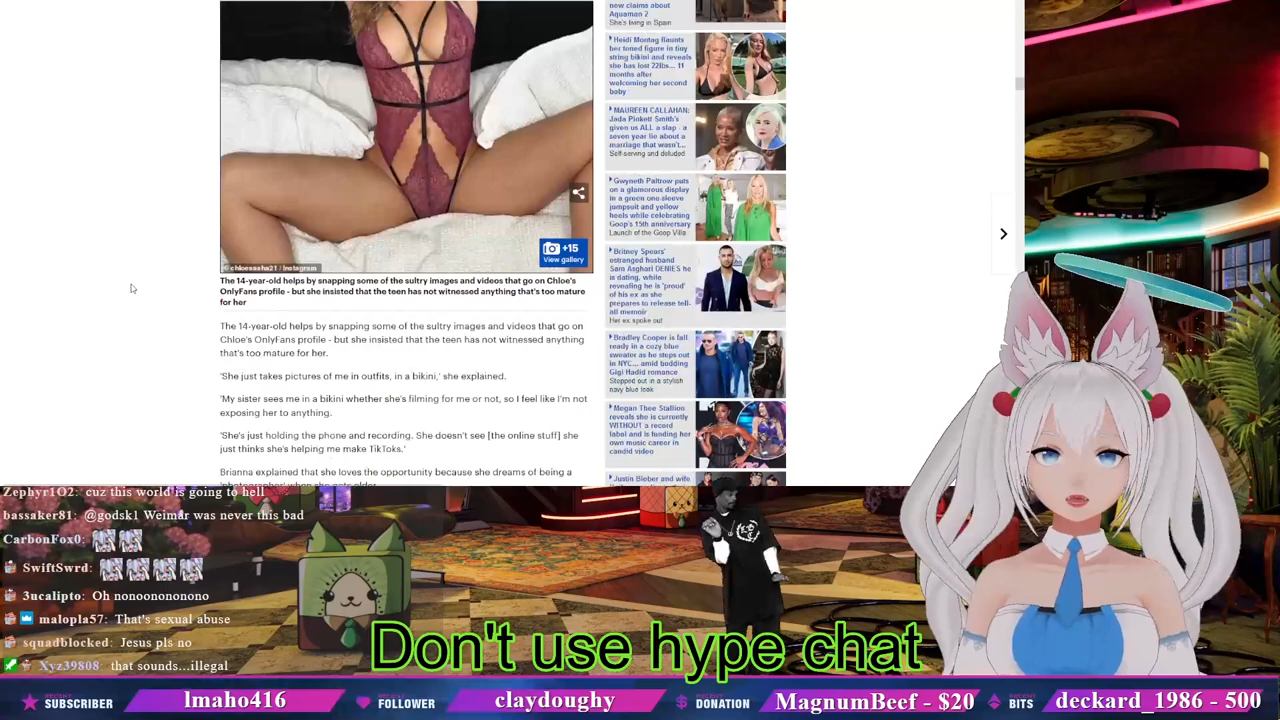 new claims about
Aquaman 2
She's living in Spain
Heidi Montag flaunts
her toned figure in tiny
string bikini and reveals
she has lost 22lbs... 11
months after
welcoming her second
baby
MAUREEN CALLAHAN:
Jada Pinkett Smith's
given us ALL a slap - a
seven year lie about a
marriage that wasn't...
Self-serving and deluded
Gwyneth Paltrow puts
on a glamorous display
in a green one-sleeve
jumpsuit and yellow
heels while celebrating
Goop's 15th anniversary
Launch of the Goop Villa
Britney Spears'
estranged husband
Sam Asghari DENIES he
is dating, while
revealing he is 'proud'
of his ex as she
prepares to release tell-
all memoir
Her ex spoke out
Bradley Cooper is fall
ready in a cozy blue
sweater as he steps out
in NYC... amid budding
Gigi Hadid romance
Stepped out in a stylish
navy blue look
Megan Thee Stallion
reveals she is currently
WITHOUT a record
label and is funding her
own music career in
candid video
Justin Bieber and wife
+15
View gallery
© chloessaha21 / Instagram
The 14-year-old helps by snapping some of the sultry images and videos that go on Chloe's
OnlyFans profile - but she insisted that the teen has not witnessed anything that's too mature
for her
The 14-year-old helps by snapping some of the sultry images and videos that go on
Chloe's OnlyFans profile - but she insisted that the teen has not witnessed anything
that's too mature for her.
'She just takes pictures of me in outfits, in a bikini,' she explained.
'My sister sees me in a bikini whether she's filming for me or not, so I feel like I'm not
exposing her to anything.
'She's just holding the phone and recording. She doesn't see [the online stuff] she
just thinks she's helping me make TikToks.'
Brianna explained that she loves the opportunity because she dreams of being a
'photographer' when she gets older.
Zephyr1O2: cuz this world is going to hell
bassaker81: @godsk1 Weimar was never this bad
CarbonFox0:
SwiftSwrd:
3ucalipto: Oh nonoononononono
malopla57: That's sexual abuse
squadblocked: Jesus pls no
Xyz39808: that sounds...illegal
Don't use hype chat
RECENT SUBSCRIBER lmaho416 RECENT FOLLOWER claydoughy RECENT DONATION MagnumBeef - $20 RECENT BITS deckard_1986 - 500